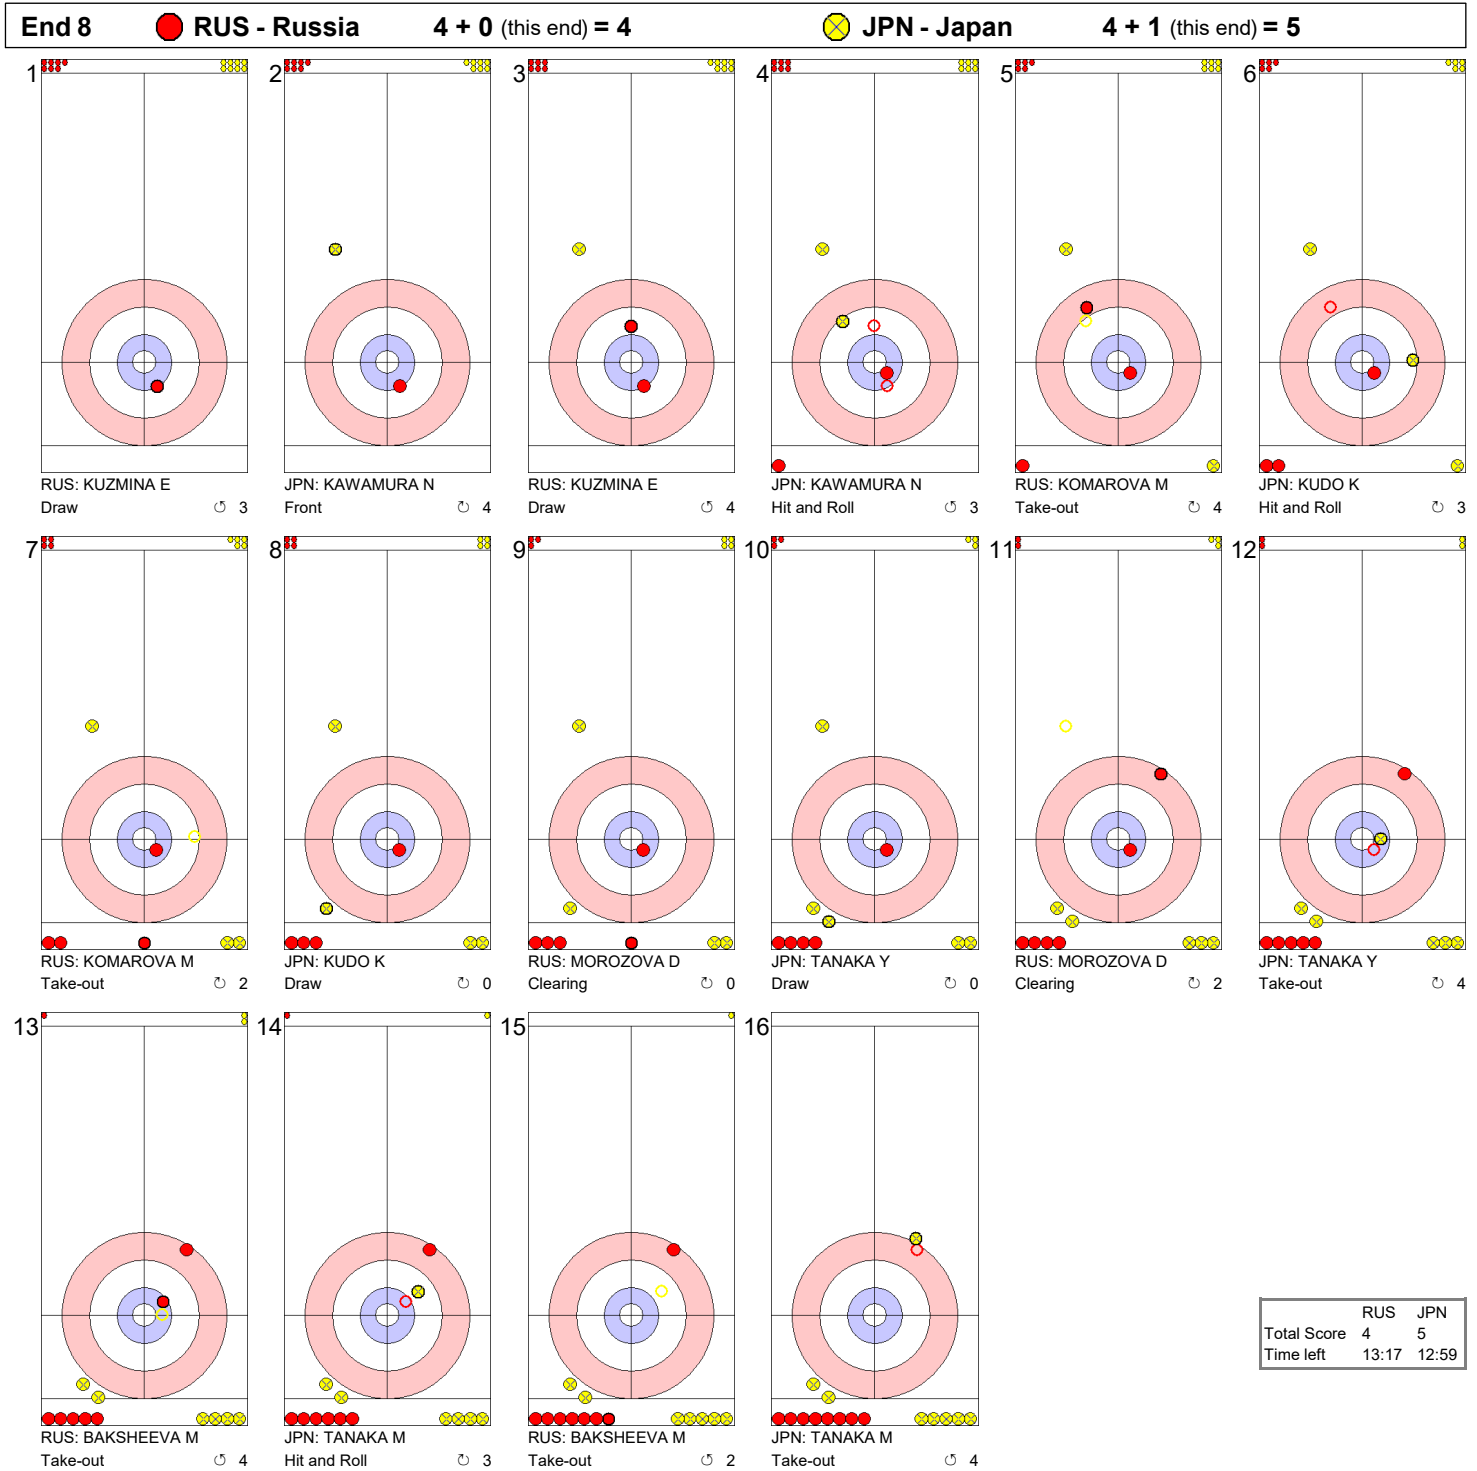 End 8 RUS - Russia 4 + 0 (this end) = 4 JPN - Japan 4 + 1 (this end) = 5
1 2 3 4 5 6
RUS: KUZMINA E JPN: KAWAMURA N RUS: KUZMINA E JPN: KAWAMURA N RUS: KOMAROVA M JPN: KUDO K
Draw ↺ 3 Front ↻ 4 Draw ↺ 4 Hit and Roll ↺ 3 Take-out ↺ 4 Hit and Roll ↻ 3
7 8 9 10 11 12
RUS: KOMAROVA M JPN: KUDO K RUS: MOROZOVA D JPN: TANAKA Y RUS: MOROZOVA D JPN: TANAKA Y
Take-out ↻ 2 Draw ↻ 0 Clearing ↻ 0 Draw ↻ 0 Clearing ↻ 2 Take-out ↻ 4
13 14 15 16
RUS JPN
Total Score 4 5
Time left 13:17 12:59
RUS: BAKSHEEVA M JPN: TANAKA M RUS: BAKSHEEVA M JPN: TANAKA M
Take-out ↺ 4 Hit and Roll ↻ 3 Take-out ↺ 2 Take-out ↺ 4